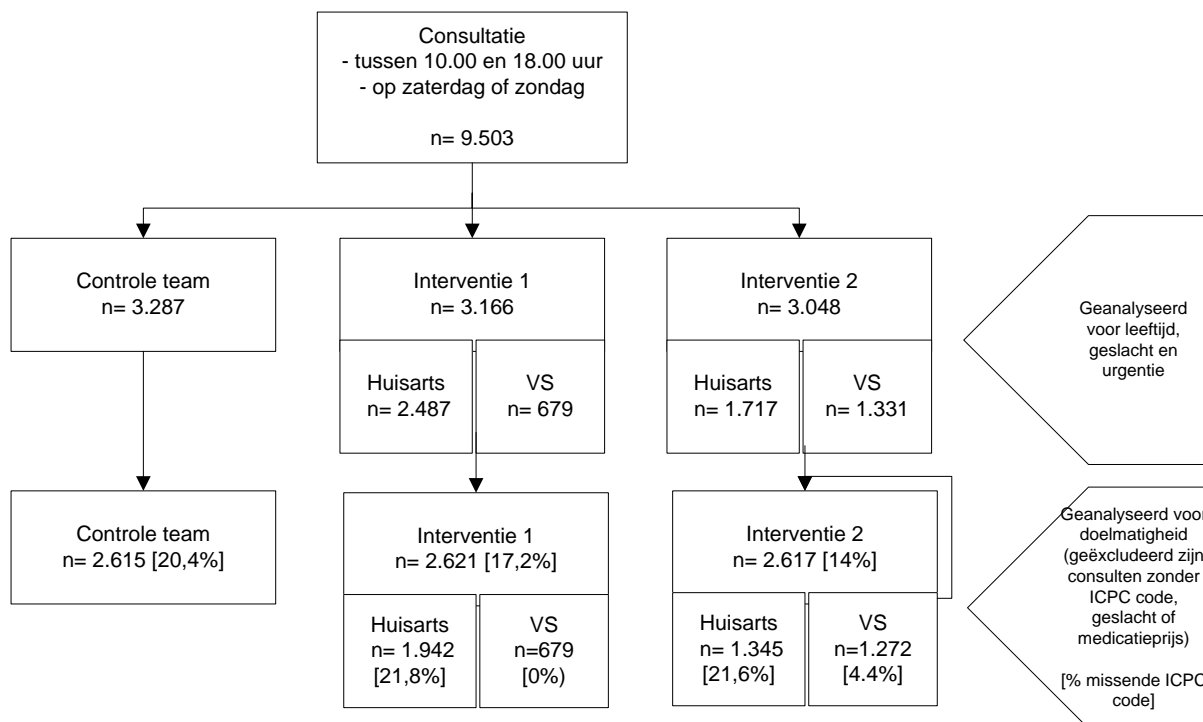 Consultatie
- tussen 10.00 en 18.00 uur
- op zaterdag of zondag
n= 9.503
Controle team
n= 3.287
Interventie 1
n= 3.166
Huisarts
n= 2.487
VS
n= 679
Interventie 2
n= 3.048
Huisarts
n= 1.717
VS
n= 1.331
Geanalyseerd
voor leeftijd,
geslacht en
urgentie
Controle team
n= 2.615 [20,4%]
Interventie 1
n= 2.621 [17,2%]
Huisarts
n= 1.942
[21,8%]
VS
n=679
[0%)
Interventie 2
n= 2.617 [14%]
Huisarts
n= 1.345
[21,6%]
VS
n=1.272
[4.4%]
Geanalyseerd voor
doelmatigheid
(geëxcludeerd zijn
consulten zonder
ICPC code,
geslacht of
medicatieprijs)
[% missende ICPC
code]